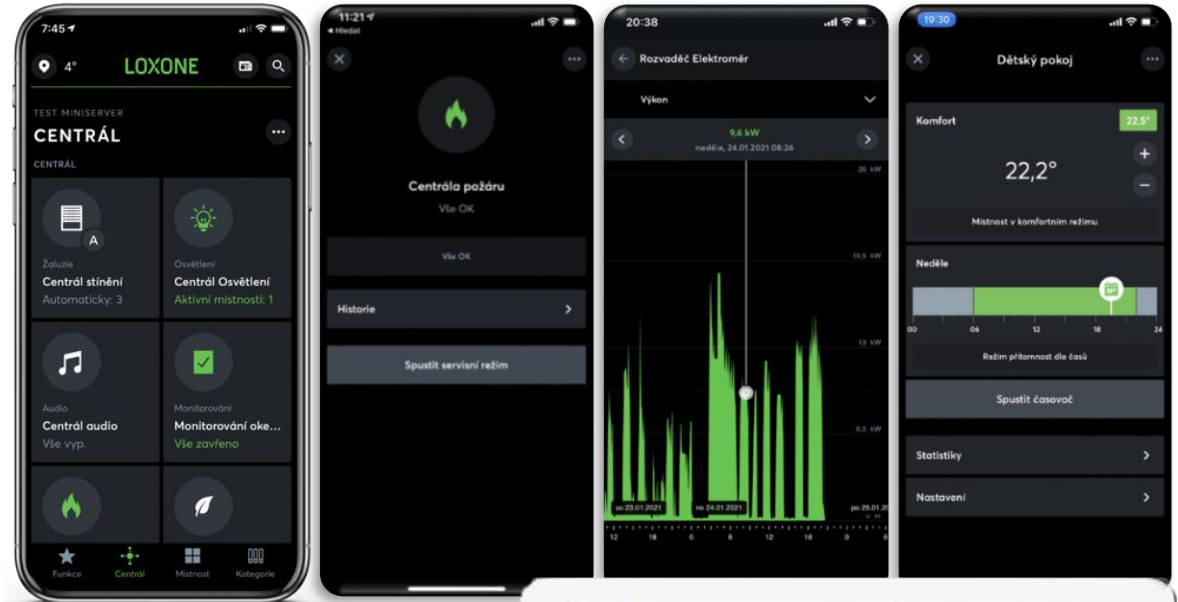 7:45
4°
LOXONE
TEST MINISERVER
CENTRÁL
CENTRÁL
A
Žaluzie
Centrál stínění
Automaticky: 3
Osvětlení
Centrál Osvětlení
Aktivní místnosti: 1
Audio
Centrál audio
Vše vyp.
Monitorování
Monitorování oke...
Vše zavřeno
Funkce
Centrál
Místnost
Kategorie
11:21
Hledat
Centrála požáru
Vše OK
Vše OK
Historie
Spustit servisní režim
20:38
Rozvaděč Elektroměr
Výkon
9,6 kW
neděle, 24.01.2021 08:26
26 kW
19,5 kW
13 kW
6,5 kW
so 23.01.2021
ne 24.01.2021
po 25.01.20
12 18 0 6 12 18 0 6
19:30
Dětský pokoj
Komfort
22,5°
22,2°
Místnost v komfortním režimu
Neděle
00 06 12 18 24
Režim přítomnost dle časů
Spustit časovač
Statistiky
Nastavení